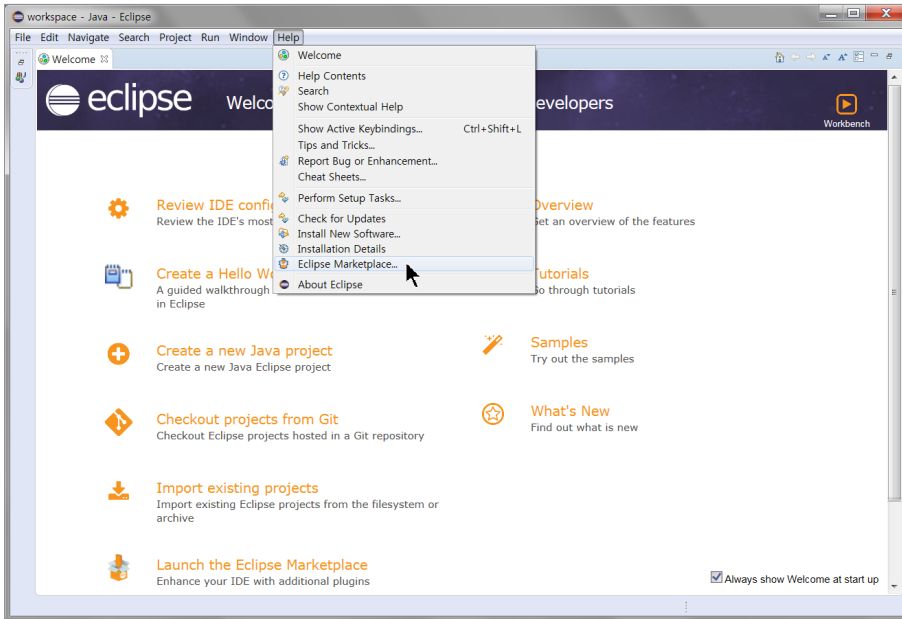 workspace - Java - Eclipse
File Edit Navigate Search Project Run Window Help
Welcome
eclipse Welco evelopers
Workbench
Welcome
Help Contents
Search
Show Contextual Help
Show Active Keybindings... Ctrl+Shift+L
Tips and Tricks...
Report Bug or Enhancement...
Cheat Sheets...
Perform Setup Tasks...
Check for Updates
Install New Software...
Installation Details
Eclipse Marketplace...
About Eclipse
Review IDE confi
Review the IDE's most
Create a Hello Wo
A guided walkthrough
in Eclipse
Create a new Java project
Create a new Java Eclipse project
Checkout projects from Git
Checkout Eclipse projects hosted in a Git repository
Import existing projects
Import existing Eclipse projects from the filesystem or
archive
Launch the Eclipse Marketplace
Enhance your IDE with additional plugins
Overview
Get an overview of the features
Tutorials
Go through tutorials
Samples
Try out the samples
What's New
Find out what is new
Always show Welcome at start up